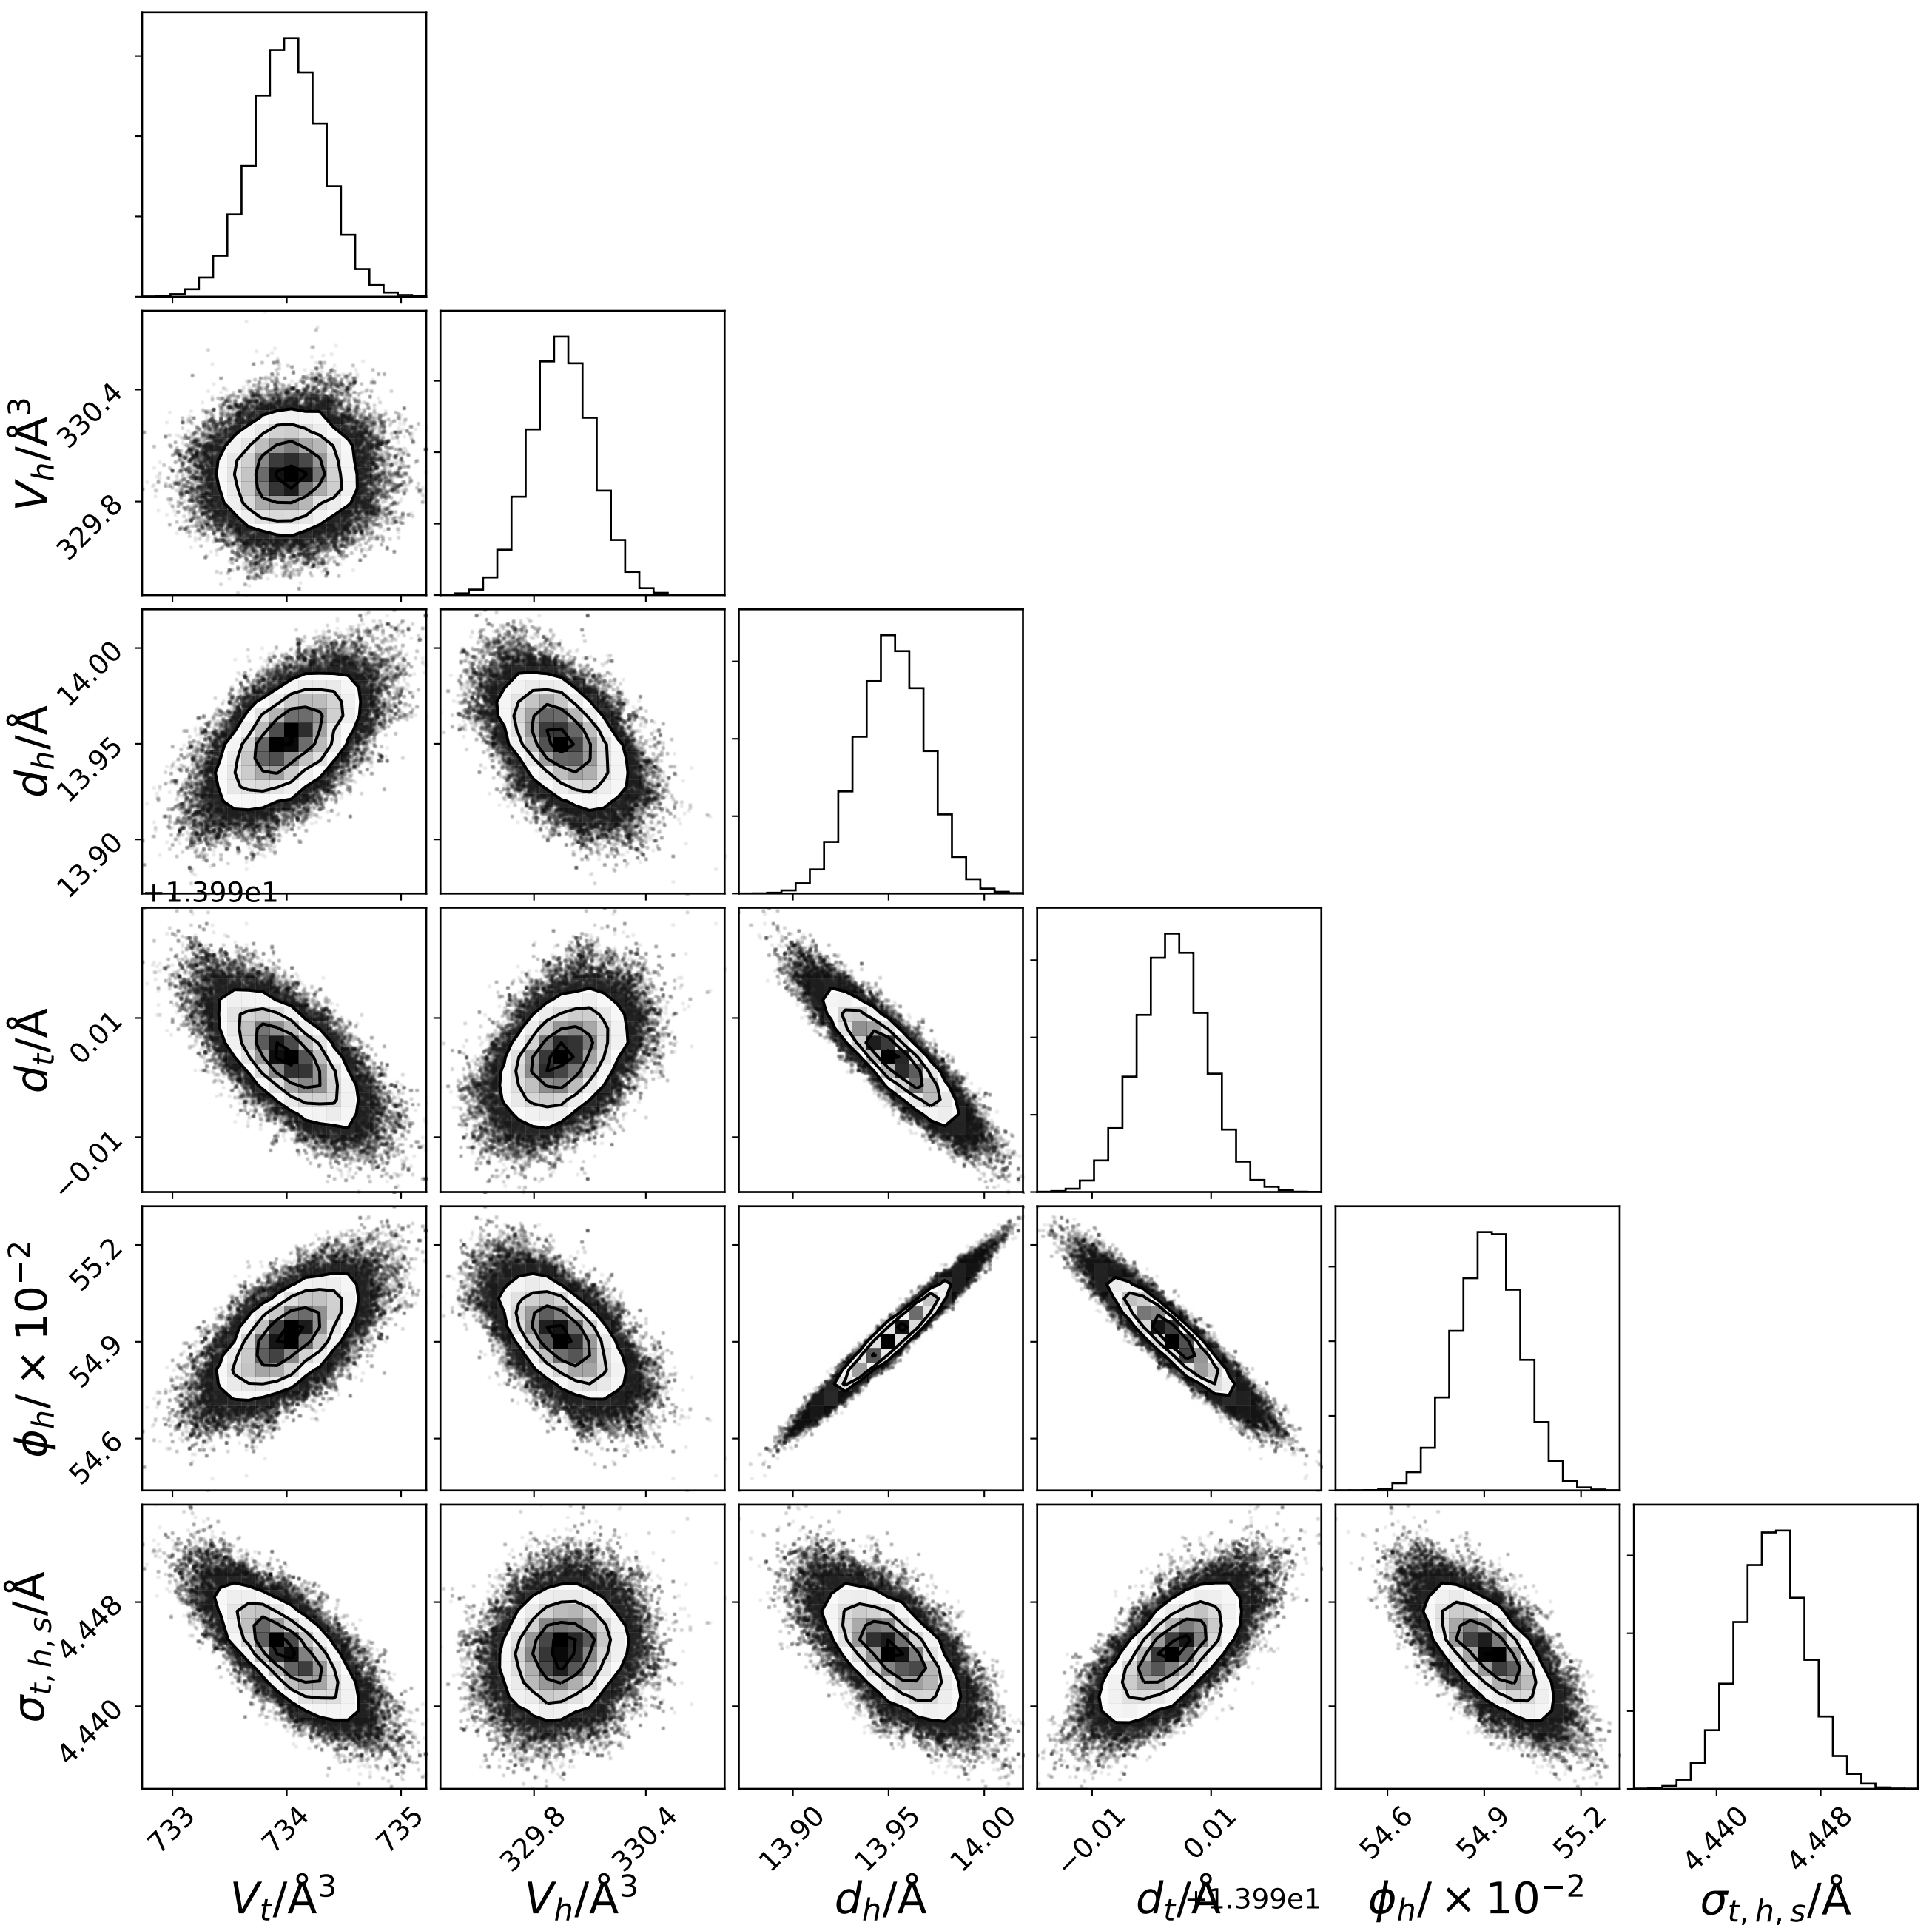 V_h/Å^3
330.4
329.8
d_h/Å
14.00
13.95
13.90
+1.399e1
d_t/Å
0.01
−0.01
ϕ_h/ × 10^−2
55.2
54.9
54.6
σ_t, h, s/Å
4.448
4.440
733 734 735 329.8 330.4 13.90 13.95 14.00 −0.01 0.01 54.6 54.9 55.2 4.440 4.448
V_t/Å^3 V_h/Å^3 d_h/Å d_t/Å +1.399e1 ϕ_h/ × 10^−2 σ_t, h, s/Å